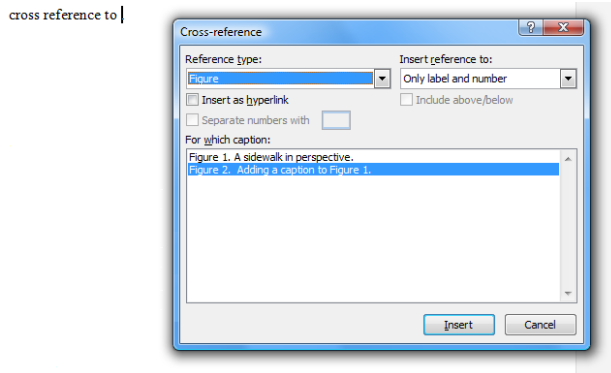 cross reference to
Cross-reference
Reference type:
Insert reference to:
Figure
Only label and number
Insert as hyperlink
Include above/below
Separate numbers with
For which caption:
Figure 1. A sidewalk in perspective.
Figure 2.  Adding a caption to Figure 1.
Insert
Cancel